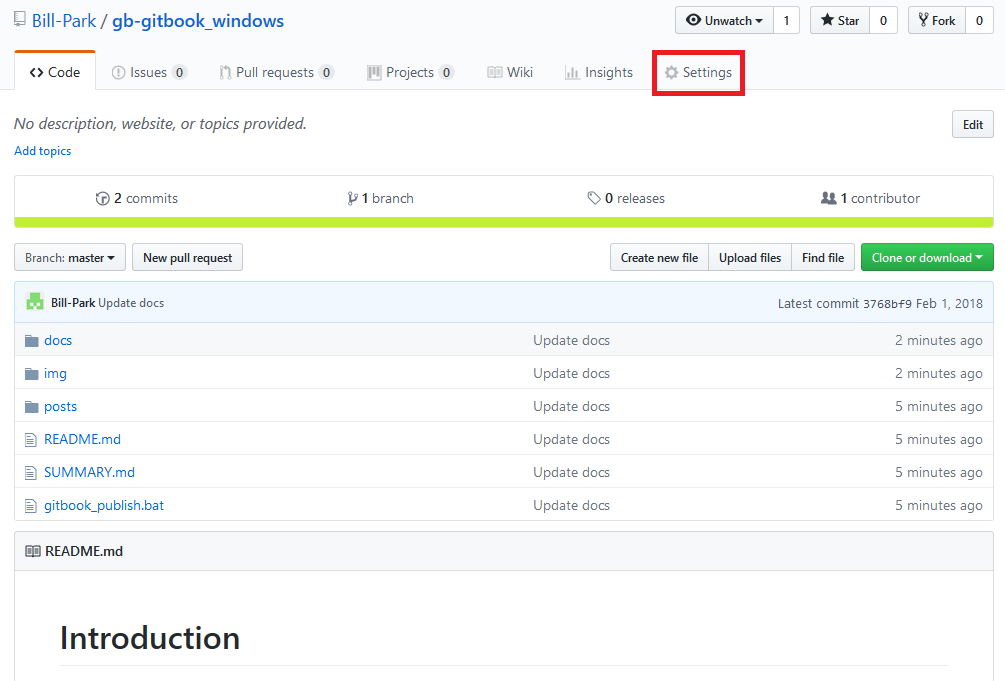 Bill-Park / gb-gitbook_windows Unwatch 1 Star 0 Fork 0
Code Issues 0 Pull requests 0 Projects 0 Wiki Insights Settings
No description, website, or topics provided. Edit
Add topics
2 commits 1 branch 0 releases 1 contributor
Branch: master New pull request Create new file Upload files Find file Clone or download
Bill-Park Update docs Latest commit 3768bf9 Feb 1, 2018
docs Update docs 2 minutes ago
img Update docs 2 minutes ago
posts Update docs 5 minutes ago
README.md Update docs 5 minutes ago
SUMMARY.md Update docs 5 minutes ago
gitbook_publish.bat Update docs 5 minutes ago
README.md
Introduction